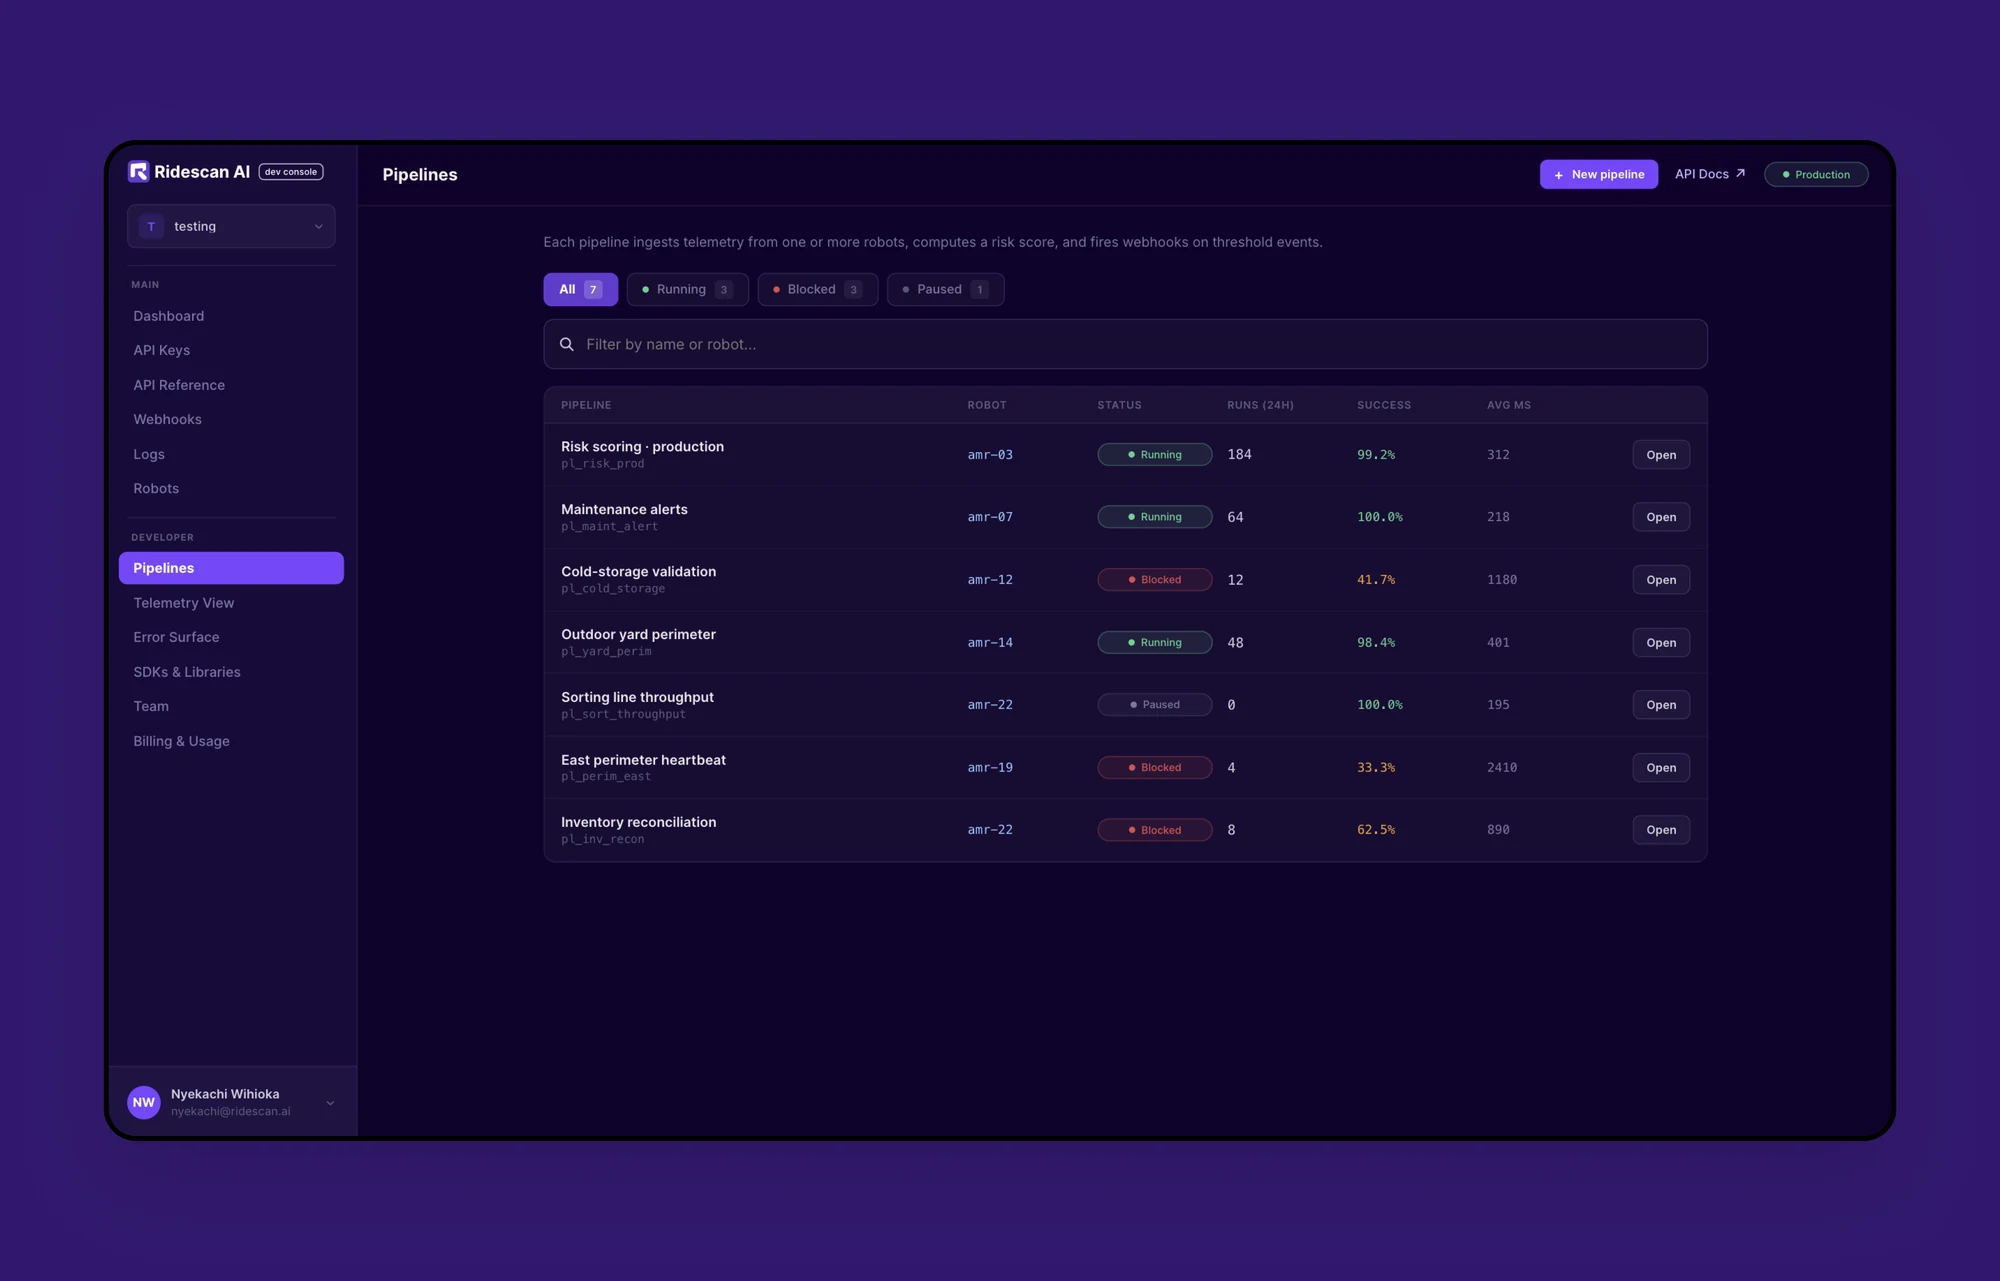 Ridescan AI dev console
T testing
MAIN
Dashboard
API Keys
API Reference
Webhooks
Logs
Robots
DEVELOPER
Pipelines
Telemetry View
Error Surface
SDKs & Libraries
Team
Billing & Usage
NW Nyekachi Wihioka
nyekachi@ridescan.ai
Pipelines
+ New pipeline API Docs ↗ Production
Each pipeline ingests telemetry from one or more robots, computes a risk score, and fires webhooks on threshold events.
All 7 Running 3 Blocked 3 Paused 1
Filter by name or robot...
PIPELINE ROBOT STATUS RUNS (24H) SUCCESS AVG MS
Risk scoring · production
pl_risk_prod
amr-03 Running 184 99.2% 312 Open
Maintenance alerts
pl_maint_alert
amr-07 Running 64 100.0% 218 Open
Cold-storage validation
pl_cold_storage
amr-12 Blocked 12 41.7% 1180 Open
Outdoor yard perimeter
pl_yard_perim
amr-14 Running 48 98.4% 401 Open
Sorting line throughput
pl_sort_throughput
amr-22 Paused 0 100.0% 195 Open
East perimeter heartbeat
pl_perim_east
amr-19 Blocked 4 33.3% 2410 Open
Inventory reconciliation
pl_inv_recon
amr-22 Blocked 8 62.5% 890 Open